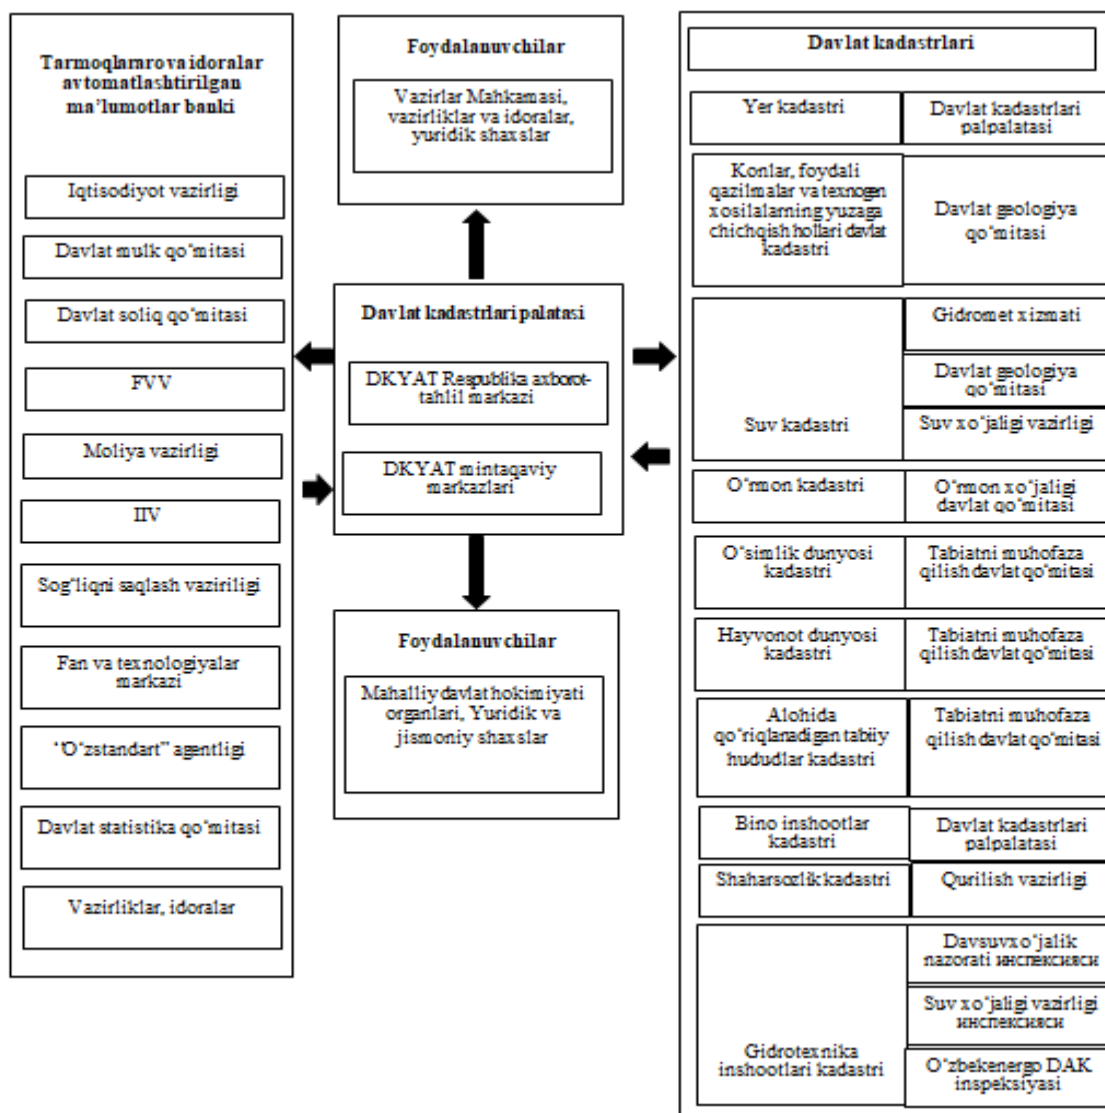 Tarmoqlararo va idoralar
avtomatlashtirilgan
ma’lumotlar banki
Iqtisodiyot vazirligi
Davlat mulk qo‘mitasi
Davlat soliq qo‘mitasi
FVV
Moliya vazirligi
IIV
Sog‘liqni saqlash vaziriligi
Fan va texnologiyalar
markazi
“O‘zstandart” agentligi
Davlat statistika qo‘mitasi
Vazirliklar, idoralar
Foydalanuvchilar
Vazirlar Mahkamasi,
vazirliklar va idoralar,
yuridik shaxslar
Davlat kadastrlari palatasi
DKYAT Respublika axborot-
tahlil markazi
DKYAT mintaqaviy
markazlari
Foydalanuvchilar
Mahalliy davlat hokimiyati
organlari, Yuridik va
jismoniy shaxslar
Davlat kadastrlari
Yer kadastri
Davlat kadastrlari
palpalatasi
Konlar, foydali
qazilmalar va texnogen
xosilalarning yuzaga
chichqish hollari davlat
kadastri
Davlat geologiya
qo‘mitasi
Suv kadastri
Gidromet xizmati
Davlat geologiya
qo‘mitasi
Suv xo‘jaligi vazirligi
O‘rmon kadastri
O‘rmon xo‘jaligi
davlat qo‘mitasi
O‘simlik dunyosi
kadastri
Tabiatni muhofaza
qilish davlat qo‘mitasi
Hayvonot dunyosi
kadastri
Tabiatni muhofaza
qilish davlat qo‘mitasi
Alohida
qo‘riqlanadigan tabiiy
hududlar kadastri
Tabiatni muhofaza
qilish davlat qo‘mitasi
Bino inshootlar
kadastri
Davlat kadastrlari
palpalatasi
Shaharsozlik kadastri
Qurilish vazirligi
Gidrotexnika
inshootlari kadastri
Davsuvxo‘jalik
nazorati инспексияси
Suv xo‘jaligi vazirligi
инспексияси
O‘zbekenergo DAK
inspeksiyasi